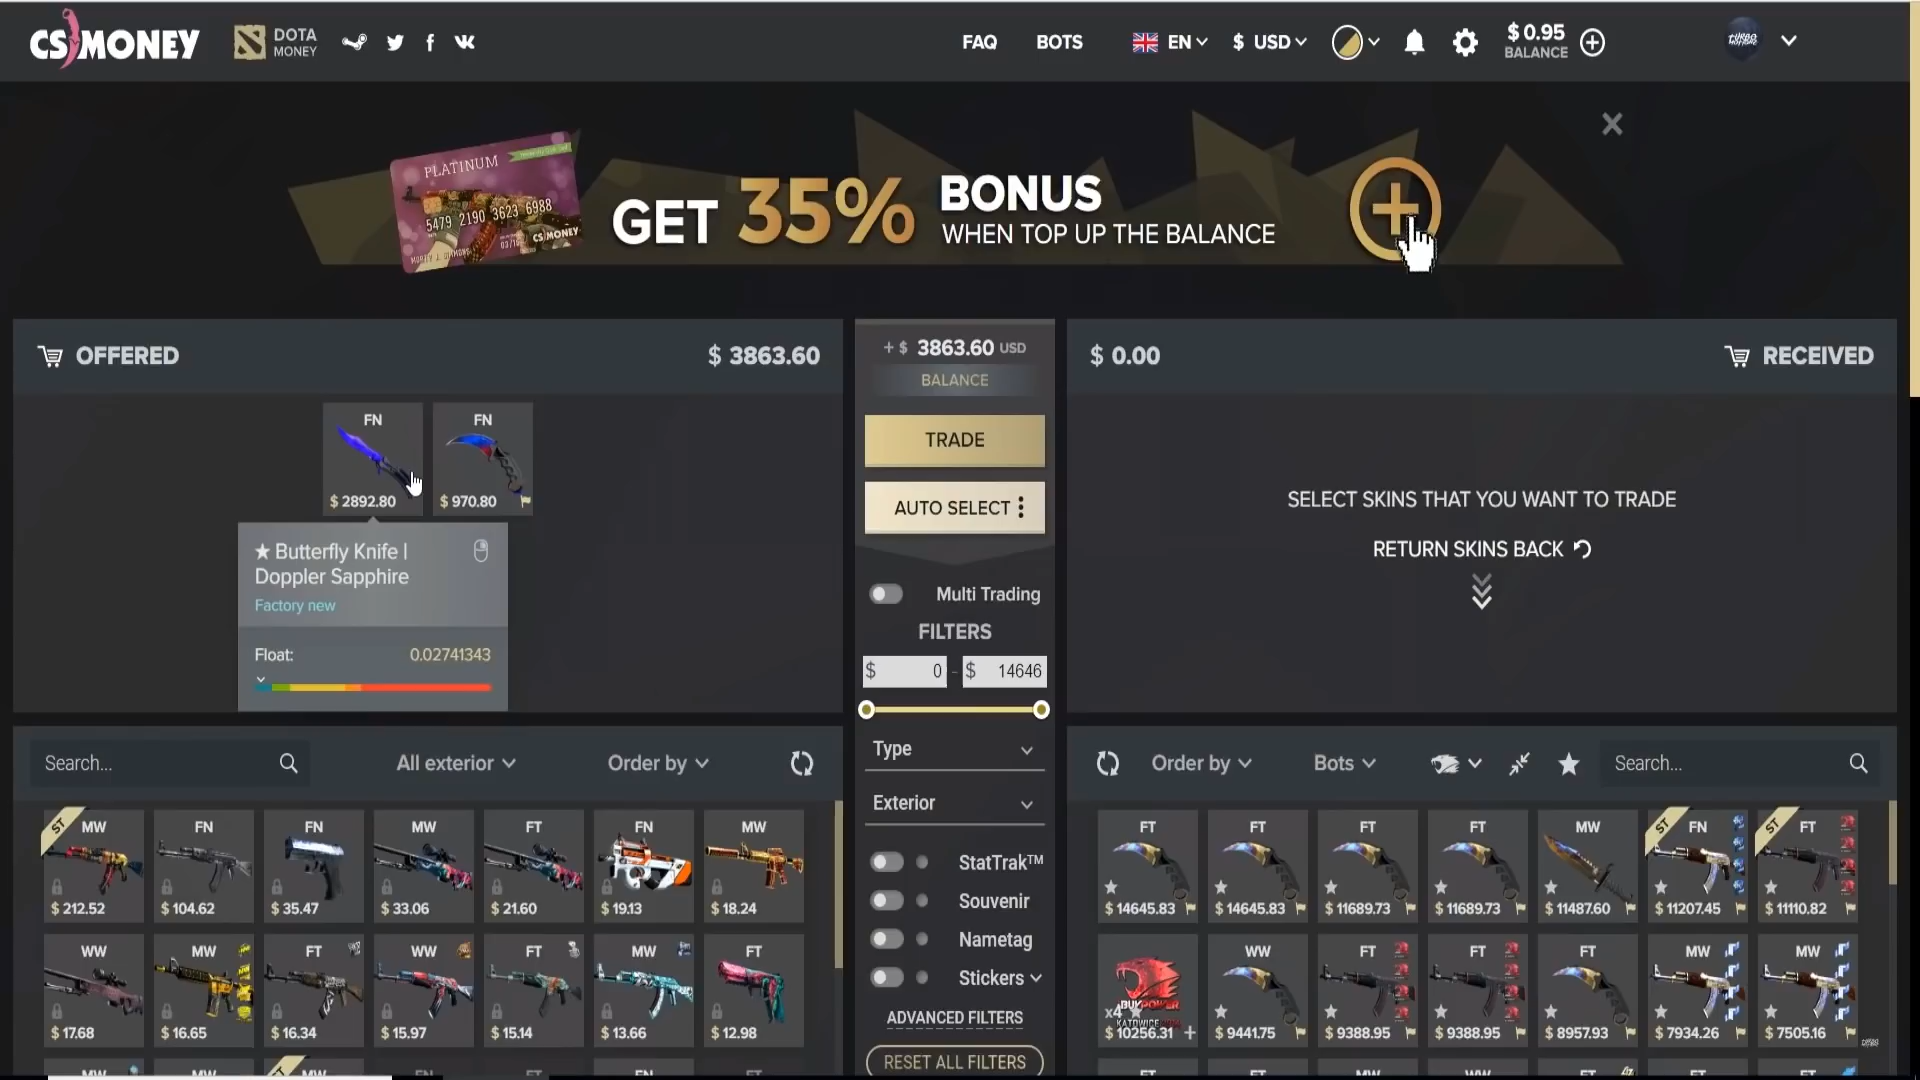 CS MONEY
DOTA
MONEY
FAQ
BOTS
EN
$ USD
$ 0.95
BALANCE
PLATINUM
5479 2190 3623 6988
CS MONEY
GET 35% BONUS
WHEN TOP UP THE BALANCE
OFFERED
$ 3863.60
FN
$ 2892.80
FN
$ 970.80
★ Butterfly Knife |
Doppler Sapphire
Factory new
Float: 0.02741343
+ $ 3863.60 USD
BALANCE
TRADE
AUTO SELECT
Multi Trading
FILTERS
$ 0 - $ 14646
Type
Exterior
StatTrak™
Souvenir
Nametag
Stickers
ADVANCED FILTERS
RESET ALL FILTERS
$ 0.00
RECEIVED
SELECT SKINS THAT YOU WANT TO TRADE
RETURN SKINS BACK
Search...
All exterior
Order by
ST MW FN FN MW FT FN MW
$ 212.52 $ 104.62 $ 35.47 $ 33.06 $ 21.60 $ 19.13 $ 18.24
WW MW FT WW FT MW FT
$ 17.68 $ 16.65 $ 16.34 $ 15.97 $ 15.14 $ 13.66 $ 12.98
Order by
Bots
Search...
FT FT FT FT MW ST FN ST FT
$ 14645.83 $ 14645.83 $ 11689.73 $ 11689.73 $ 11487.60 $ 11207.45 $ 11110.82
WW FT FT FT MW MW
x4
$ 10256.31 $ 9441.75 $ 9388.95 $ 9388.95 $ 8957.93 $ 7934.26 $ 7505.16